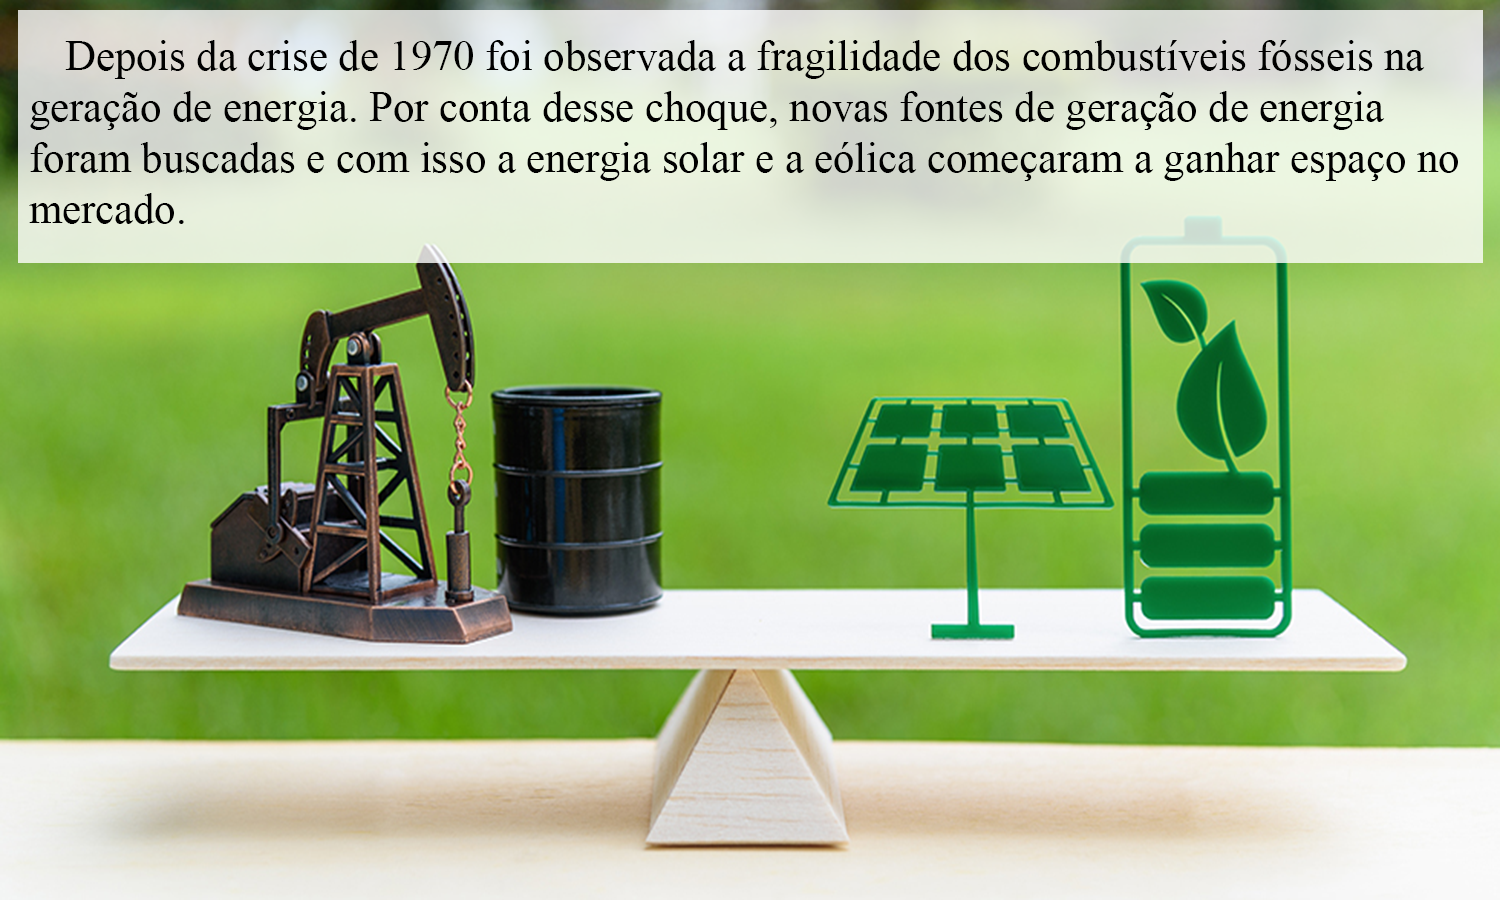 Depois da crise de 1970 foi observada a fragilidade dos combustíveis fósseis na
geração de energia. Por conta desse choque, novas fontes de geração de energia
foram buscadas e com isso a energia solar e a eólica começaram a ganhar espaço no
mercado.